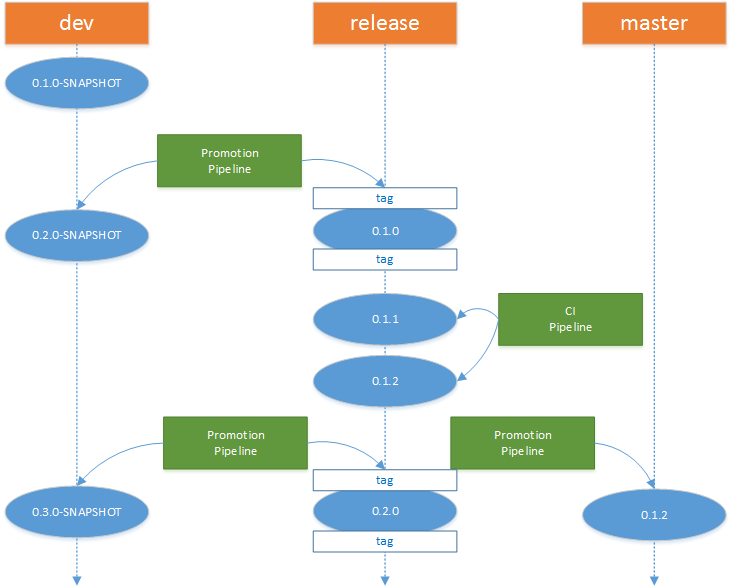 dev
release
master
0.1.0-SNAPSHOT
Promotion
Pipeline
tag
0.2.0-SNAPSHOT
0.1.0
tag
CI
Pipeline
0.1.1
0.1.2
Promotion
Pipeline
Promotion
Pipeline
tag
0.3.0-SNAPSHOT
0.2.0
0.1.2
tag